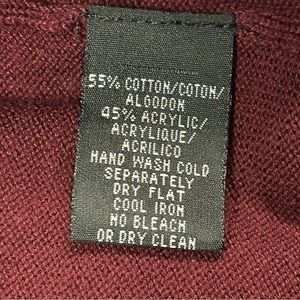 55% COTTON/COTON/
ALGODON
45% ACRYLIC/
ACRYLIQUE/
ACRILICO
HAND WASH COLD
SEPARATELY
DRY FLAT
COOL IRON
NO BLEACH
OR DRY CLEAN